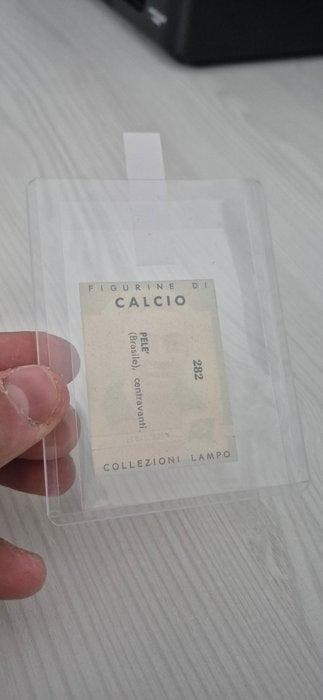 FIGURINE DI
CALCIO
282
PELE'
(Brasile), centravanti.
COLLEZIONI LAMPO